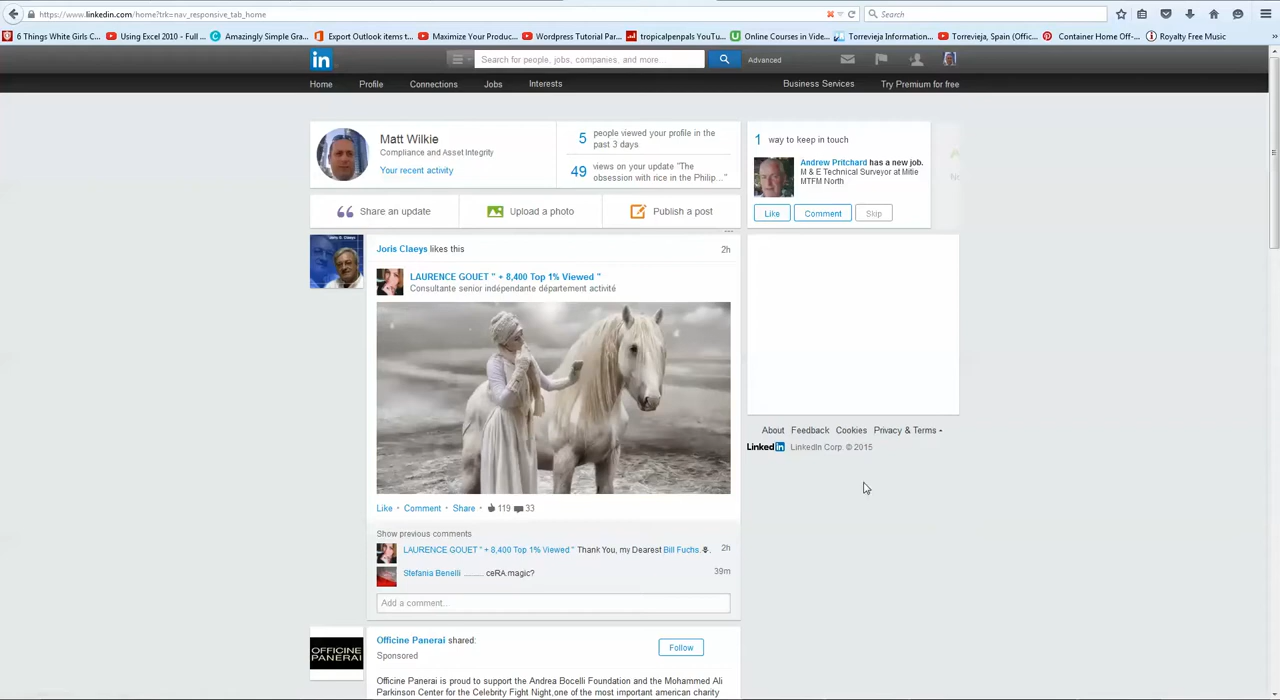 https://www.linkedin.com/home?trk=nav_responsive_tab_home
Search
6 Things White Girls C...
Using Excel 2010 - Full ...
Amazingly Simple Gra...
Export Outlook items t...
Maximize Your Produc...
Wordpress Tutorial Par...
tropicalpenpals YouTu...
Online Courses in Vide...
Torrevieja Information...
Torrevieja, Spain (Offic...
Container Home Off-...
Royalty Free Music
in
Search for people, jobs, companies, and more...
Advanced
Home
Profile
Connections
Jobs
Interests
Business Services
Try Premium for free
Matt Wilkie
Compliance and Asset Integrity
Your recent activity
5 people viewed your profile in the
past 3 days
49 views on your update "The
obsession with rice in the Philip..."
1 way to keep in touch
Andrew Pritchard has a new job.
M & E Technical Surveyor at Mitie
MTFM North
Like
Comment
Skip
Share an update
Upload a photo
Publish a post
Joris Claeys likes this
2h
LAURENCE GOUET " + 8,400 Top 1% Viewed "
Consultante senior indépendante département activité
Like · Comment · Share · 119 33
Show previous comments
LAURENCE GOUET " + 8,400 Top 1% Viewed " Thank You, my Dearest Bill Fuchs.
2h
Stefania Benelli .......... ceRA.magic?
39m
Add a comment...
Officine Panerai shared:
Sponsored
Follow
OFFICINE
PANERAI
Officine Panerai is proud to support the Andrea Bocelli Foundation and the Mohammed Ali
Parkinson Center for the Celebrity Fight Night,one of the most important american charity
About
Feedback
Cookies
Privacy & Terms
Linked in
LinkedIn Corp. © 2015